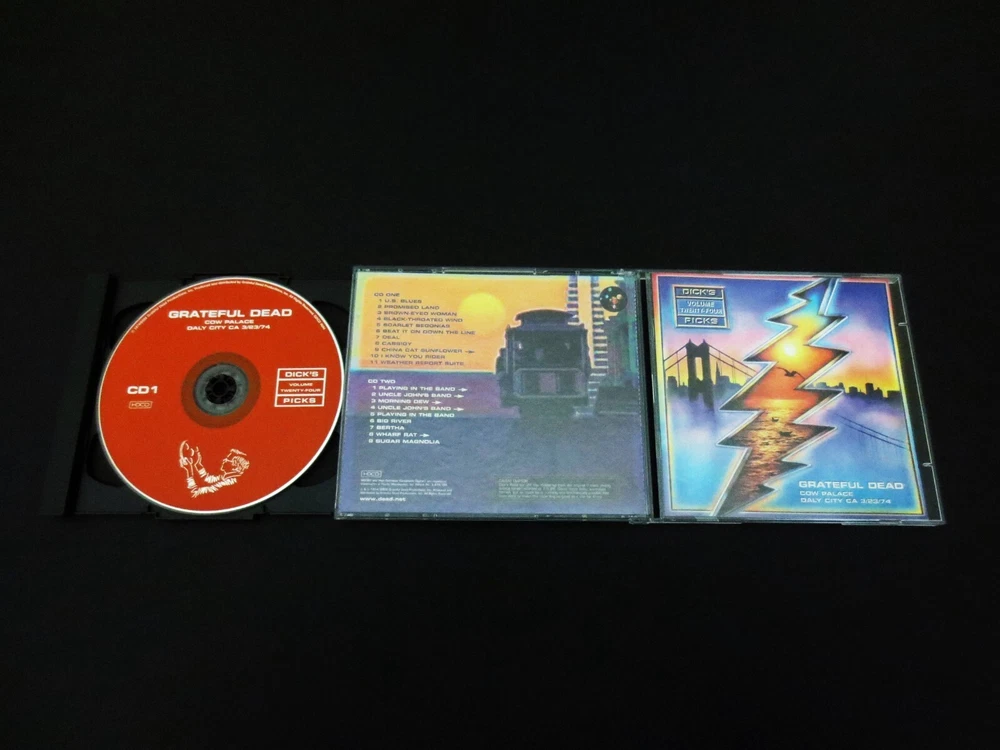 GRATEFUL DEAD
COW PALACE
DALY CITY CA 3/23/74
CD 1
HDCD
DICK'S
VOLUME
TWENTY-FOUR
PICKS
CD ONE
1 U.S. BLUES
2 PROMISED LAND
3 BROWN-EYED WOMAN
4 BLACK-THROATED WIND
5 SCARLET BEGONIAS
6 BEAT IT ON DOWN THE LINE
7 DEAL
8 CASSIDY
9 CHINA CAT SUNFLOWER →
10 I KNOW YOU RIDER
11 WEATHER REPORT SUITE
CD TWO
1 PLAYING IN THE BAND →
2 UNCLE JOHN'S BAND →
3 MORNING DEW →
4 UNCLE JOHN'S BAND →
5 PLAYING IN THE BAND
6 BIG RIVER
7 BERTHA
8 WHARF RAT →
9 SUGAR MAGNOLIA
HDCD
www.dead.net
DICK'S
VOLUME
TWENTY-FOUR
PICKS
GRATEFUL DEAD
COW PALACE
DALY CITY CA 3/23/74